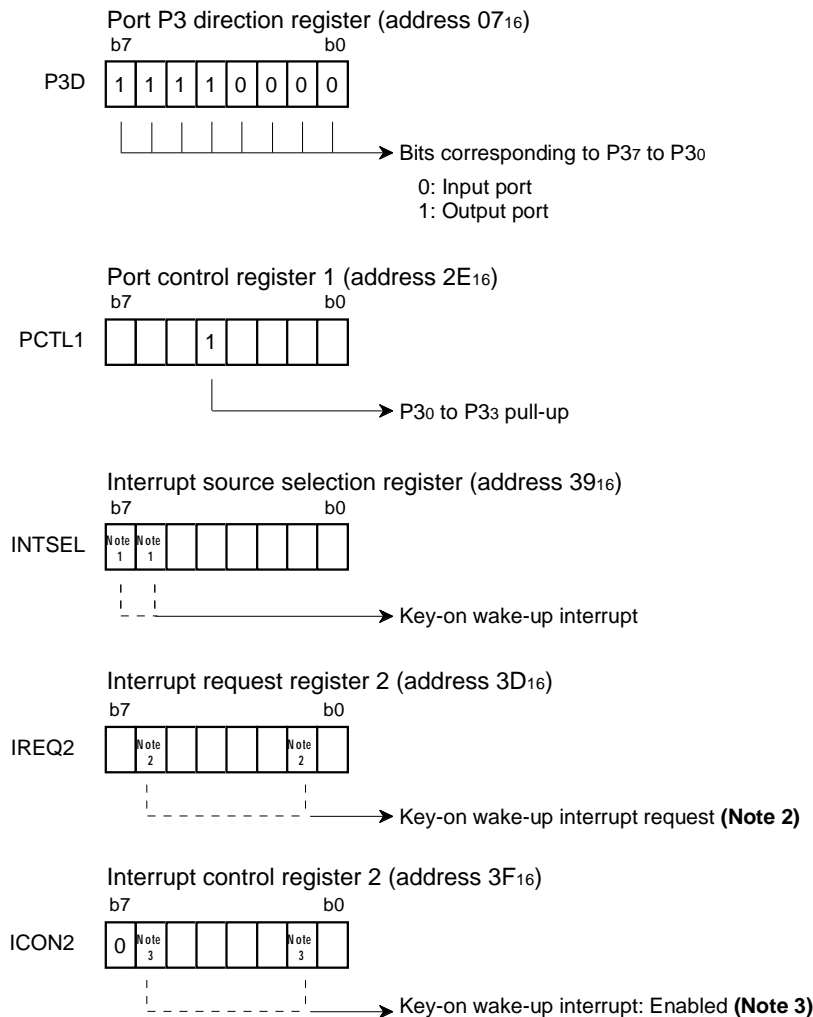 Port P3 direction register (address 0716)
b7 b0
P3D 1 1 1 1 0 0 0 0
Bits corresponding to P37 to P30
0: Input port
1: Output port
Port control register 1 (address 2E16)
b7 b0
PCTL1 1
P30 to P33 pull-up
Interrupt source selection register (address 3916)
b7 b0
INTSEL Note 1 Note 1
Key-on wake-up interrupt
Interrupt request register 2 (address 3D16)
b7 b0
IREQ2 Note 2 Note 2
Key-on wake-up interrupt request (Note 2)
Interrupt control register 2 (address 3F16)
b7 b0
ICON2 0 Note 3 Note 3
Key-on wake-up interrupt: Enabled (Note 3)